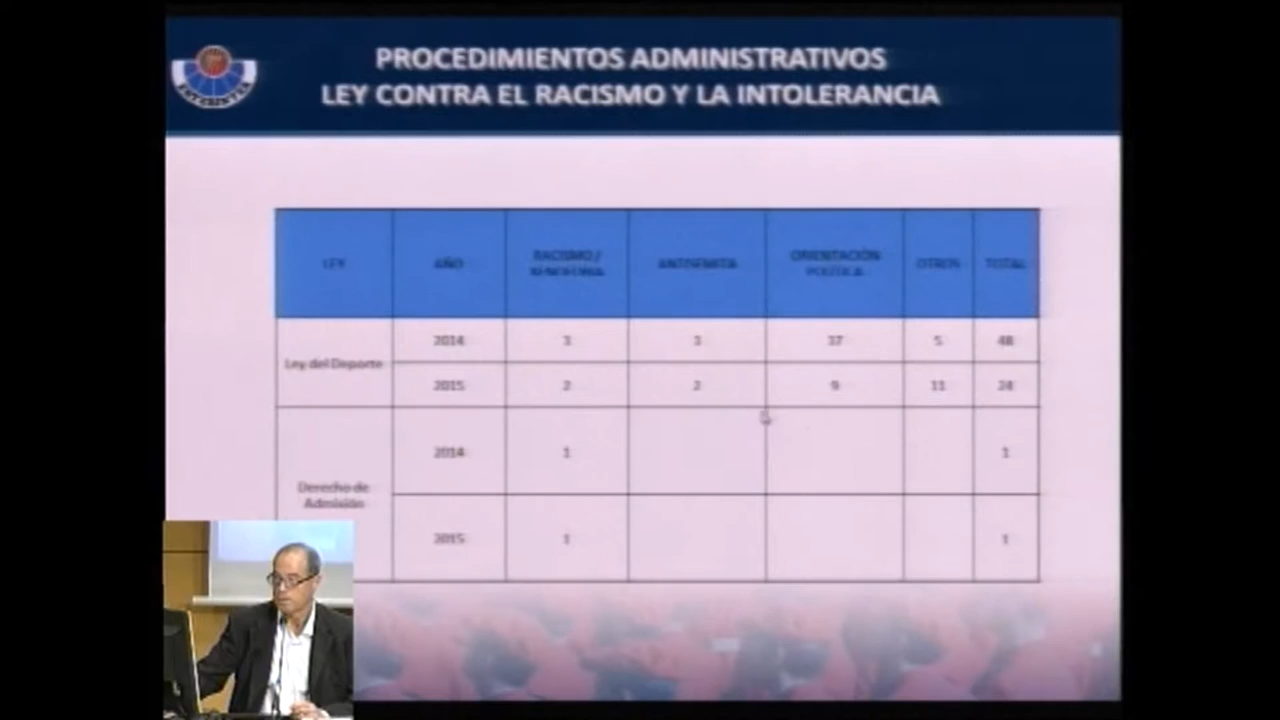 PROCEDIMIENTOS ADMINISTRATIVOS
LEY CONTRA EL RACISMO Y LA INTOLERANCIA
LEY AÑO RACISMO / XENOFOBIA ANTISEMITA ORIENTACIÓN POLÍTICA OTROS TOTAL
Ley del Deporte
2014 3 3 37 5 48
2015 2 2 9 11 24
Derecho de
Admisión
2014 1 1
2015 1 1